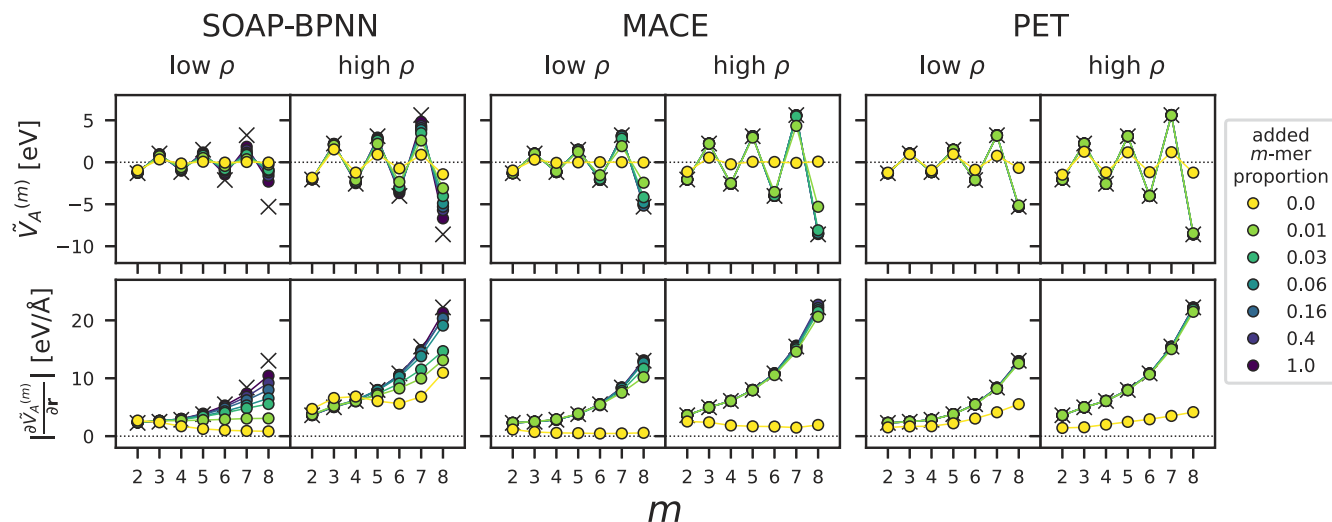 SOAP-BPNN MACE PET
low ρ high ρ low ρ high ρ low ρ high ρ
Ṽ_A^(m) [eV]
5
0
−5
−10
|∂Ṽ_A^(m)/∂r| [eV/Å]
20
10
0
2 3 4 5 6 7 8 2 3 4 5 6 7 8 2 3 4 5 6 7 8 2 3 4 5 6 7 8 2 3 4 5 6 7 8 2 3 4 5 6 7 8
m
added
m-mer
proportion
0.0
0.01
0.03
0.06
0.16
0.4
1.0